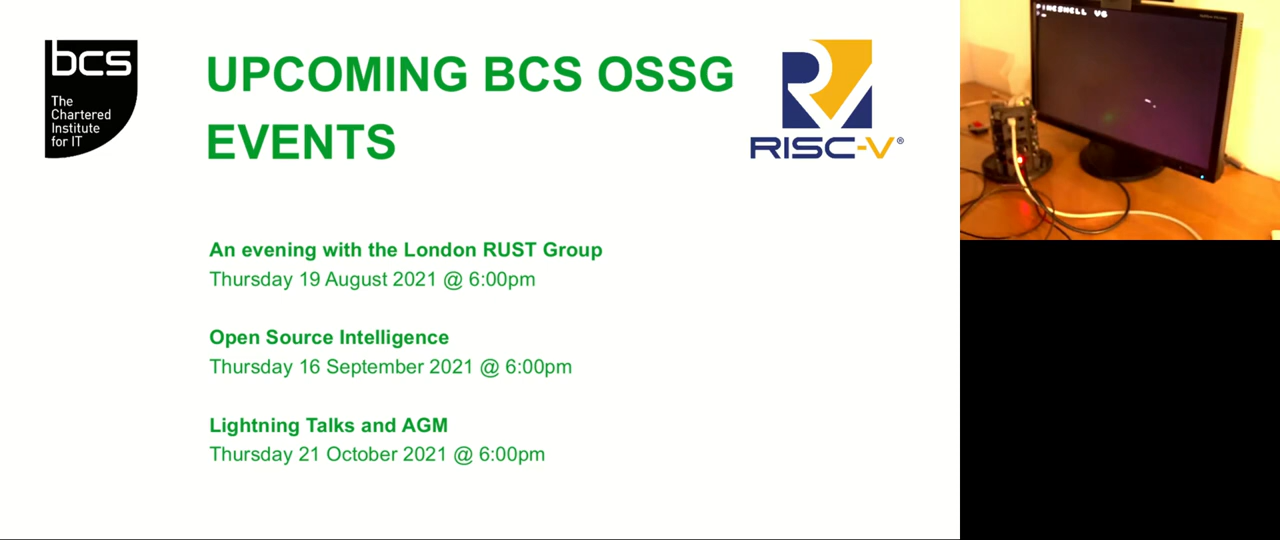 bcs
The
Chartered
Institute
for IT
UPCOMING BCS OSSG
EVENTS
RISC-V®
An evening with the London RUST Group
Thursday 19 August 2021 @ 6:00pm
Open Source Intelligence
Thursday 16 September 2021 @ 6:00pm
Lightning Talks and AGM
Thursday 21 October 2021 @ 6:00pm